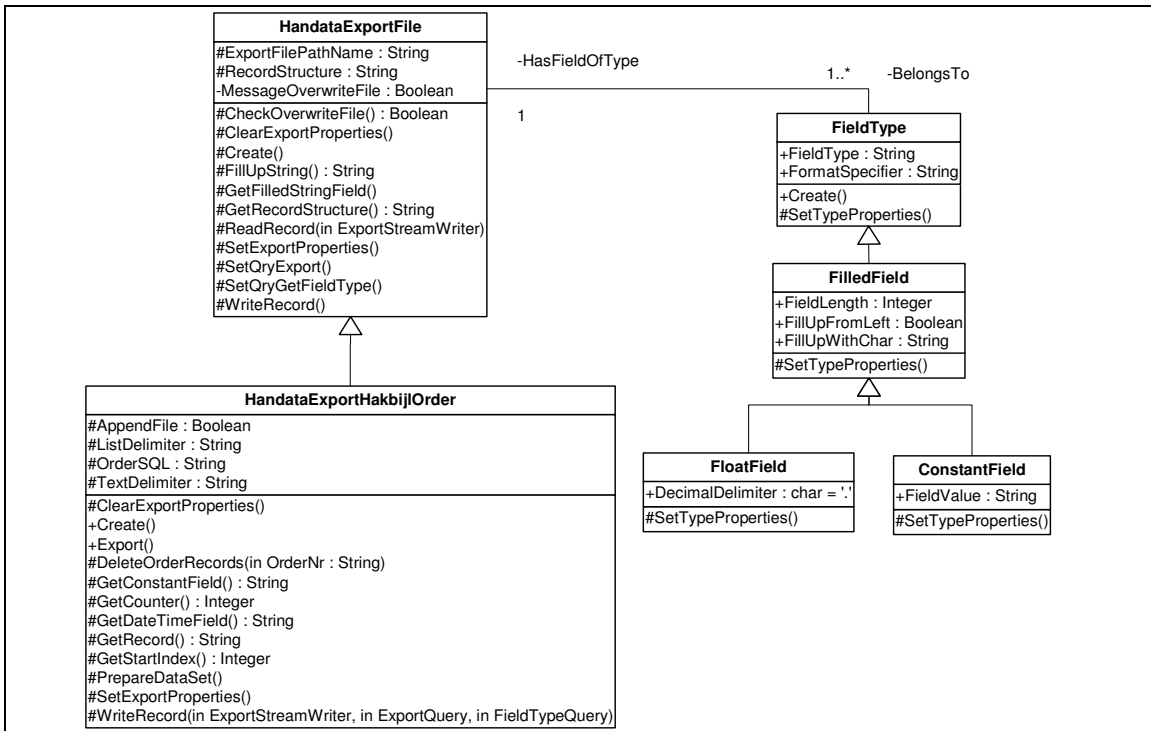 HandataExportFile
#ExportFilePathName : String
#RecordStructure : String
-MessageOverwriteFile : Boolean
#CheckOverwriteFile() : Boolean
#ClearExportProperties()
#Create()
#FillUpString() : String
#GetFilledStringField()
#GetRecordStructure() : String
#ReadRecord(in ExportStreamWriter)
#SetExportProperties()
#SetQryExport()
#SetQryGetFieldType()
#WriteRecord()
-HasFieldOfType
1..*
-BelongsTo
1
FieldType
+FieldType : String
+FormatSpecifier : String
+Create()
#SetTypeProperties()
FilledField
+FieldLength : Integer
+FillUpFromLeft : Boolean
+FillUpWithChar : String
#SetTypeProperties()
HandataExportHakbijlOrder
#AppendFile : Boolean
#ListDelimiter : String
#OrderSQL : String
#TextDelimiter : String
#ClearExportProperties()
+Create()
+Export()
#DeleteOrderRecords(in OrderNr : String)
#GetConstantField() : String
#GetCounter() : Integer
#GetDateTimeField() : String
#GetRecord() : String
#GetStartIndex() : Integer
#PrepareDataSet()
#SetExportProperties()
#WriteRecord(in ExportStreamWriter, in ExportQuery, in FieldTypeQuery)
FloatField
+DecimalDelimiter : char = '.'
#SetTypeProperties()
ConstantField
+FieldValue : String
#SetTypeProperties()